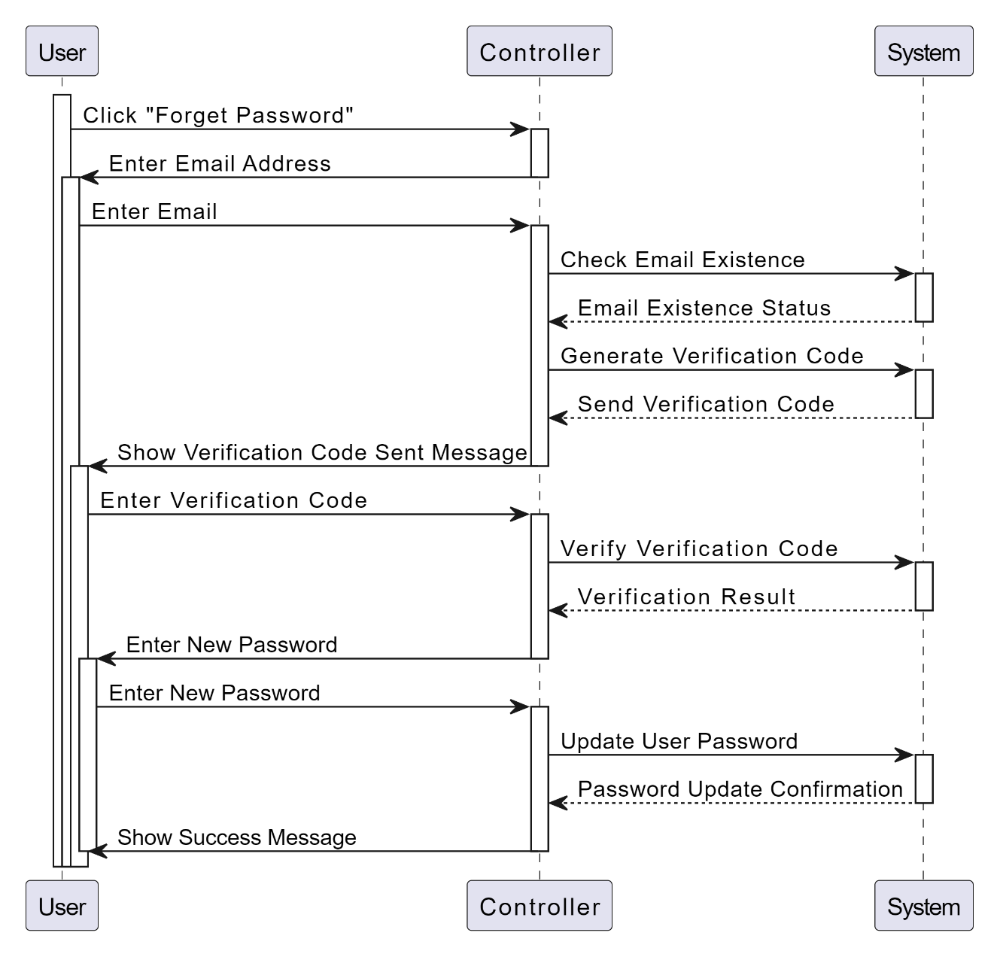 User
Controller
System
Click "Forget Password"
Enter Email Address
Enter Email
Check Email Existence
Email Existence Status
Generate Verification Code
Send Verification Code
Show Verification Code Sent Message
Enter Verification Code
Verify Verification Code
Verification Result
Enter New Password
Enter New Password
Update User Password
Password Update Confirmation
Show Success Message
User
Controller
System